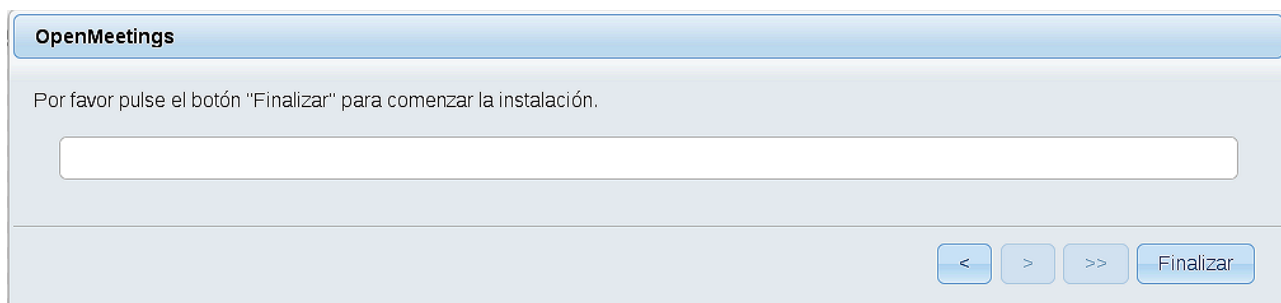 OpenMeetings
Por favor pulse el botón "Finalizar" para comenzar la instalación.
< > >> Finalizar